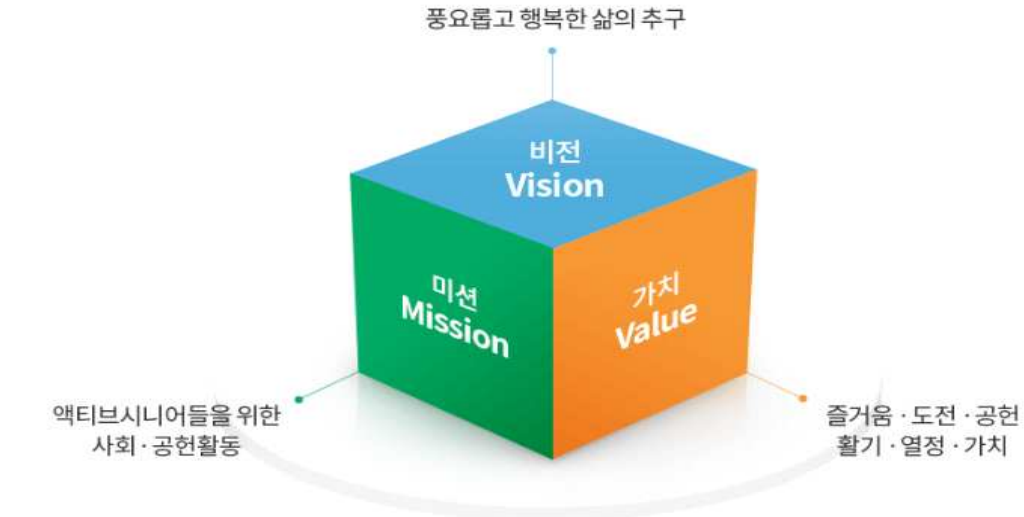 풍요롭고 행복한 삶의 추구
비전
Vision
미션
Mission
가치
Value
액티브시니어들을 위한
사회 · 공헌활동
즐거움 · 도전 · 공헌
활기 · 열정 · 가치